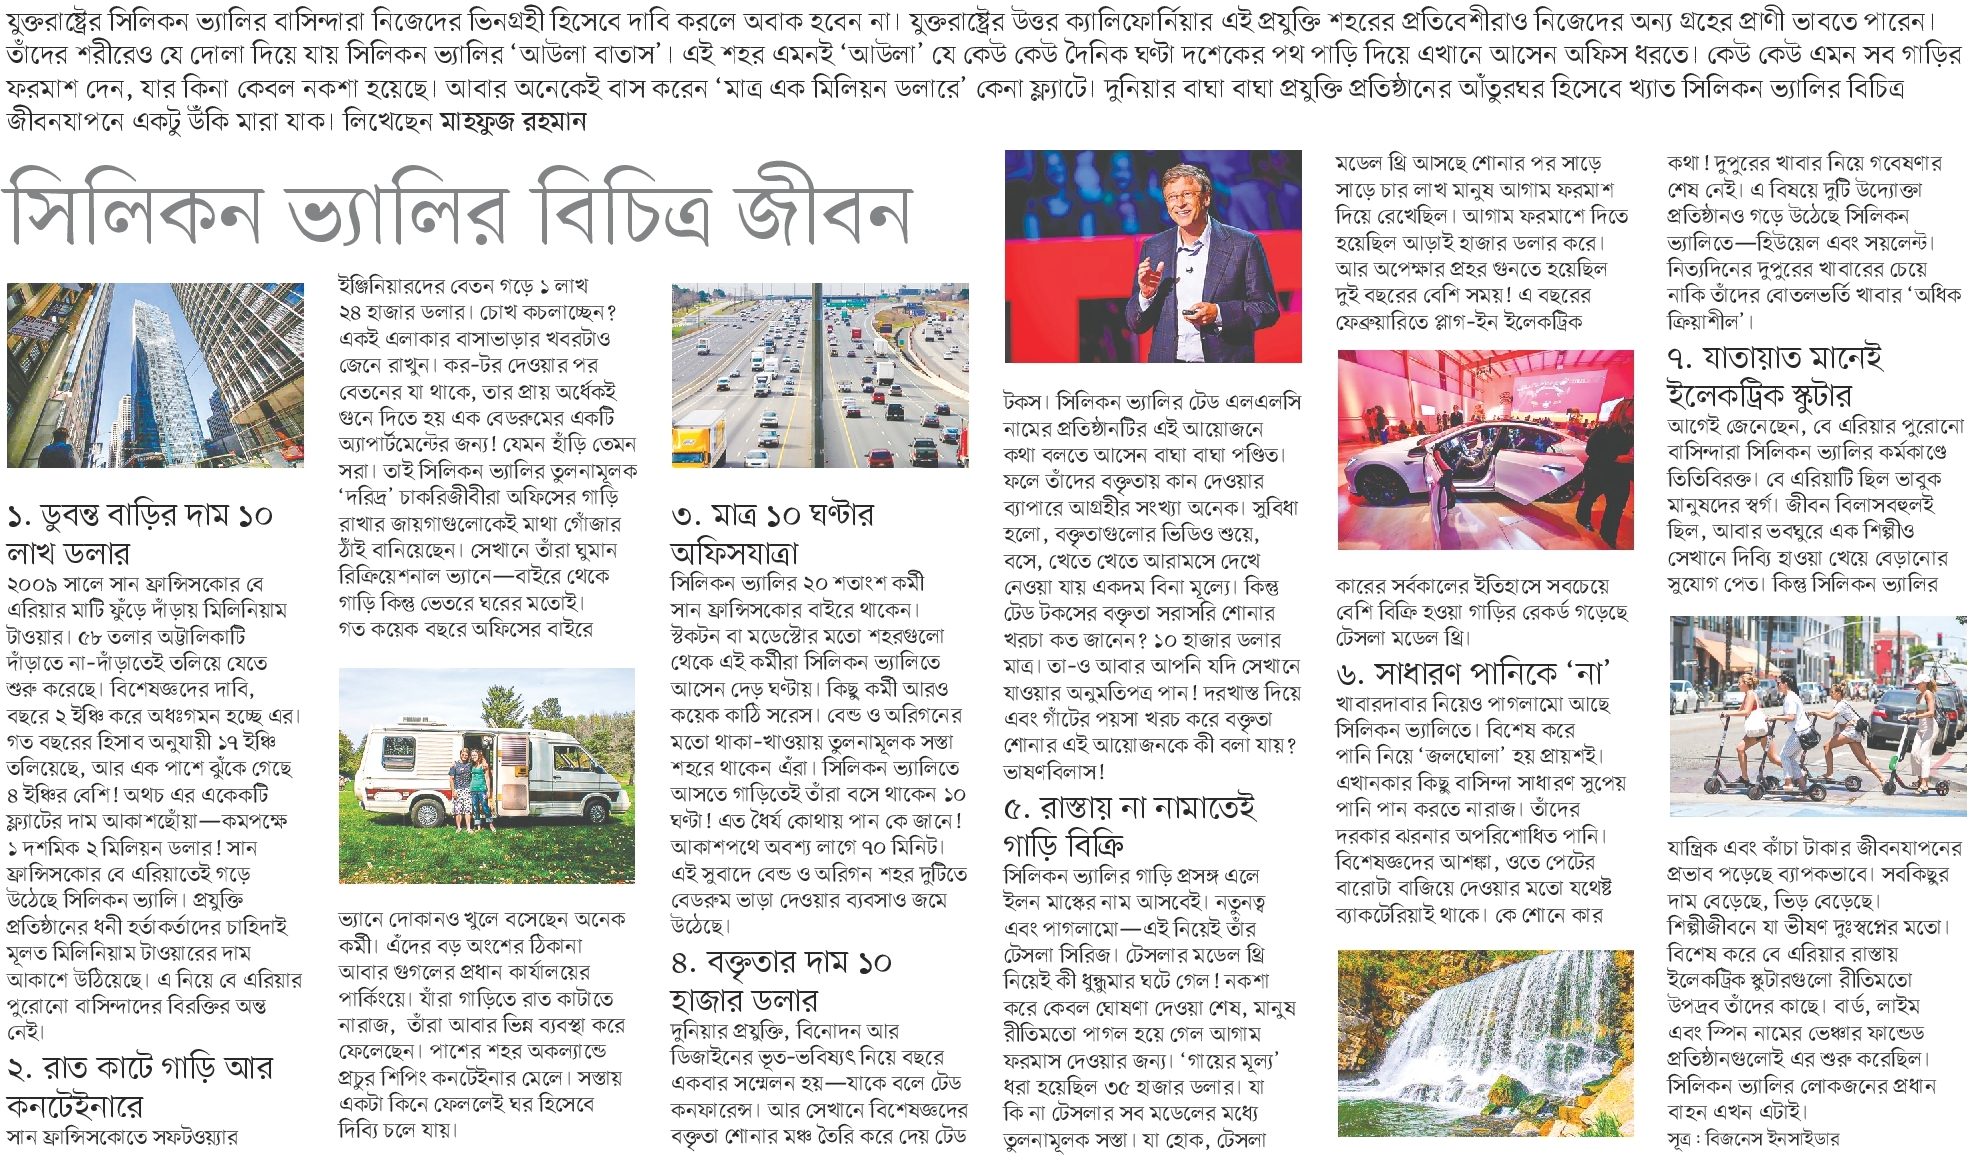 যুক্তরাষ্ট্রের সিলিকন ভ্যালির বাসিন্দারা নিজেদের ভিনগ্রহী হিসেবে দাবি করলে অবাক হবেন না। যুক্তরাষ্ট্রের উত্তর ক্যালিফোর্নিয়ার এই প্রযুক্তি শহরের প্রতিবেশীরাও নিজেদের অন্য গ্রহের প্রাণী ভাবতে পারেন।
তাঁদের শরীরেও যে দোলা দিয়ে যায় সিলিকন ভ্যালির ‘আউলা বাতাস’। এই শহর এমনই ‘আউলা’ যে কেউ কেউ দৈনিক ঘণ্টা দশেকের পথ পাড়ি দিয়ে এখানে আসেন অফিস ধরতে। কেউ কেউ এমন সব গাড়ির
ফরমাশ দেন, যার কিনা কেবল নকশা হয়েছে। আবার অনেকেই বাস করেন ‘মাত্র এক মিলিয়ন ডলারে’ কেনা ফ্ল্যাটে। দুনিয়ার বাঘা বাঘা প্রযুক্তি প্রতিষ্ঠানের আঁতুরঘর হিসেবে খ্যাত সিলিকন ভ্যালির বিচিত্র
জীবনযাপনে একটু উঁকি মারা যাক। লিখেছেন মাহফুজ রহমান
সিলিকন ভ্যালির বিচিত্র জীবন
১. ডুবন্ত বাড়ির দাম ১০
লাখ ডলার
২০০৯ সালে সান ফ্রান্সিসকোর বে
এরিয়ার মাটি ফুঁড়ে দাঁড়ায় মিলিনিয়াম
টাওয়ার। ৫৮ তলার অট্টালিকাটি
দাঁড়াতে না-দাঁড়াতেই তলিয়ে যেতে
শুরু করেছে। বিশেষজ্ঞদের দাবি,
বছরে ২ ইঞ্চি করে অধঃগমন হচ্ছে এর।
গত বছরের হিসাব অনুযায়ী ১৭ ইঞ্চি
তলিয়েছে, আর এক পাশে ঝুঁকে গেছে
৪ ইঞ্চির বেশি! অথচ এর একেকটি
ফ্ল্যাটের দাম আকাশছোঁয়া—কমপক্ষে
১ দশমিক ২ মিলিয়ন ডলার! সান
ফ্রান্সিসকোর বে এরিয়াতেই গড়ে
উঠেছে সিলিকন ভ্যালি। প্রযুক্তি
প্রতিষ্ঠানের ধনী হর্তাকর্তাদের চাহিদাই
মূলত মিলিনিয়াম টাওয়ারের দাম
আকাশে উঠিয়েছে। এ নিয়ে বে এরিয়ার
পুরোনো বাসিন্দাদের বিরক্তির অন্ত
নেই।
২. রাত কাটে গাড়ি আর
কনটেইনারে
সান ফ্রান্সিসকোতে সফটওয়্যার
ইঞ্জিনিয়ারদের বেতন গড়ে ১ লাখ
২৪ হাজার ডলার। চোখ কচলাচ্ছেন?
একই এলাকার বাসাভাড়ার খবরটাও
জেনে রাখুন। কর-টর দেওয়ার পর
বেতনের যা থাকে, তার প্রায় অর্ধেকই
গুনে দিতে হয় এক বেডরুমের একটি
অ্যাপার্টমেন্টের জন্য! যেমন হাঁড়ি তেমন
সরা। তাই সিলিকন ভ্যালির তুলনামূলক
‘দরিদ্র’ চাকরিজীবীরা অফিসের গাড়ি
রাখার জায়গাগুলোকেই মাথা গোঁজার
ঠাঁই বানিয়েছেন। সেখানে তাঁরা ঘুমান
রিক্রিয়েশনাল ভ্যানে—বাইরে থেকে
গাড়ি কিন্তু ভেতরে ঘরের মতোই।
গত কয়েক বছরে অফিসের বাইরে
ভ্যানে দোকানও খুলে বসেছেন অনেক
কর্মী। এঁদের বড় অংশের ঠিকানা
আবার গুগলের প্রধান কার্যালয়ের
পার্কিংয়ে। যাঁরা গাড়িতে রাত কাটাতে
নারাজ, তাঁরা আবার ভিন্ন ব্যবস্থা করে
ফেলেছেন। পাশের শহর অকল্যান্ডে
প্রচুর শিপিং কনটেইনার মেলে। সস্তায়
একটা কিনে ফেললেই ঘর হিসেবে
দিব্যি চলে যায়।
৩. মাত্র ১০ ঘণ্টার
অফিসযাত্রা
সিলিকন ভ্যালির ২০ শতাংশ কর্মী
সান ফ্রান্সিসকোর বাইরে থাকেন।
স্টকটন বা মডেস্টোর মতো শহরগুলো
থেকে এই কর্মীরা সিলিকন ভ্যালিতে
আসেন দেড় ঘণ্টায়। কিছু কর্মী আরও
কয়েক কাঠি সরেস। বেন্ড ও অরিগনের
মতো থাকা-খাওয়ায় তুলনামূলক সস্তা
শহরে থাকেন এঁরা। সিলিকন ভ্যালিতে
আসতে গাড়িতেই তাঁরা বসে থাকেন ১০
ঘণ্টা! এত ধৈর্য কোথায় পান কে জানে!
আকাশপথে অবশ্য লাগে ৭০ মিনিট।
এই সুবাদে বেন্ড ও অরিগন শহর দুটিতে
বেডরুম ভাড়া দেওয়ার ব্যবসাও জমে
উঠেছে।
৪. বক্তৃতার দাম ১০
হাজার ডলার
দুনিয়ার প্রযুক্তি, বিনোদন আর
ডিজাইনের ভূত-ভবিষ্যৎ নিয়ে বছরে
একবার সম্মেলন হয়—যাকে বলে টেড
কনফারেন্স। আর সেখানে বিশেষজ্ঞদের
বক্তৃতা শোনার মঞ্চ তৈরি করে দেয় টেড
টকস। সিলিকন ভ্যালির টেড এলএলসি
নামের প্রতিষ্ঠানটির এই আয়োজনে
কথা বলতে আসেন বাঘা বাঘা পণ্ডিত।
ফলে তাঁদের বক্তৃতায় কান দেওয়ার
ব্যাপারে আগ্রহীর সংখ্যা অনেক। সুবিধা
হলো, বক্তৃতাগুলোর ভিডিও শুয়ে,
বসে, খেতে খেতে আরামসে দেখে
নেওয়া যায় একদম বিনা মূল্যে। কিন্তু
টেড টকসের বক্তৃতা সরাসরি শোনার
খরচা কত জানেন? ১০ হাজার ডলার
মাত্র। তা-ও আবার আপনি যদি সেখানে
যাওয়ার অনুমতিপত্র পান! দরখাস্ত দিয়ে
এবং গাঁটের পয়সা খরচ করে বক্তৃতা
শোনার এই আয়োজনকে কী বলা যায়?
ভাষণবিলাস!
৫. রাস্তায় না নামাতেই
গাড়ি বিক্রি
সিলিকন ভ্যালির গাড়ি প্রসঙ্গ এলে
ইলন মাস্কের নাম আসবেই। নতুনত্ব
এবং পাগলামো—এই নিয়েই তাঁর
টেসলা সিরিজ। টেসলার মডেল থ্রি
নিয়েই কী ধুন্ধুমার ঘটে গেল! নকশা
করে কেবল ঘোষণা দেওয়া শেষ, মানুষ
রীতিমতো পাগল হয়ে গেল আগাম
ফরমাস দেওয়ার জন্য। ‘গায়ের মূল্য’
ধরা হয়েছিল ৩৫ হাজার ডলার। যা
কি না টেসলার সব মডেলের মধ্যে
তুলনামূলক সস্তা। যা হোক, টেসলা
মডেল থ্রি আসছে শোনার পর সাড়ে
সাড়ে চার লাখ মানুষ আগাম ফরমাশ
দিয়ে রেখেছিল। আগাম ফরমাশে দিতে
হয়েছিল আড়াই হাজার ডলার করে।
আর অপেক্ষার প্রহর গুনতে হয়েছিল
দুই বছরের বেশি সময়! এ বছরের
ফেব্রুয়ারিতে প্লাগ-ইন ইলেকট্রিক
কারের সর্বকালের ইতিহাসে সবচেয়ে
বেশি বিক্রি হওয়া গাড়ির রেকর্ড গড়েছে
টেসলা মডেল থ্রি।
৬. সাধারণ পানিকে ‘না’
খাবারদাবার নিয়েও পাগলামো আছে
সিলিকন ভ্যালিতে। বিশেষ করে
পানি নিয়ে ‘জলঘোলা’ হয় প্রায়শই।
এখানকার কিছু বাসিন্দা সাধারণ সুপেয়
পানি পান করতে নারাজ। তাঁদের
দরকার ঝরনার অপরিশোধিত পানি।
বিশেষজ্ঞদের আশঙ্কা, ওতে পেটের
বারোটা বাজিয়ে দেওয়ার মতো যথেষ্ট
ব্যাকটেরিয়াই থাকে। কে শোনে কার
কথা! দুপুরের খাবার নিয়ে গবেষণার
শেষ নেই। এ বিষয়ে দুটি উদ্যোক্তা
প্রতিষ্ঠানও গড়ে উঠেছে সিলিকন
ভ্যালিতে—হিউয়েল এবং সয়লেন্ট।
নিত্যদিনের দুপুরের খাবারের চেয়ে
নাকি তাঁদের বোতলভর্তি খাবার ‘অধিক
ক্রিয়াশীল’।
৭. যাতায়াত মানেই
ইলেকট্রিক স্কুটার
আগেই জেনেছেন, বে এরিয়ার পুরোনো
বাসিন্দারা সিলিকন ভ্যালির কর্মকাণ্ডে
তিতিবিরক্ত। বে এরিয়াটি ছিল ভাবুক
মানুষদের স্বর্গ। জীবন বিলাসবহুলই
ছিল, আবার ভবঘুরে এক শিল্পীও
সেখানে দিব্যি হাওয়া খেয়ে বেড়ানোর
সুযোগ পেত। কিন্তু সিলিকন ভ্যালির
যান্ত্রিক এবং কাঁচা টাকার জীবনযাপনের
প্রভাব পড়েছে ব্যাপকভাবে। সবকিছুর
দাম বেড়েছে, ভিড় বেড়েছে।
শিল্পীজীবনে যা ভীষণ দুঃস্বপ্নের মতো।
বিশেষ করে বে এরিয়ার রাস্তায়
ইলেকট্রিক স্কুটারগুলো রীতিমতো
উপদ্রব তাঁদের কাছে। বার্ড, লাইম
এবং স্পিন নামের ভেঞ্চার ফান্ডেড
প্রতিষ্ঠানগুলোই এর শুরু করেছিল।
সিলিকন ভ্যালির লোকজনের প্রধান
বাহন এখন এটাই।
সূত্র : বিজনেস ইনসাইডার